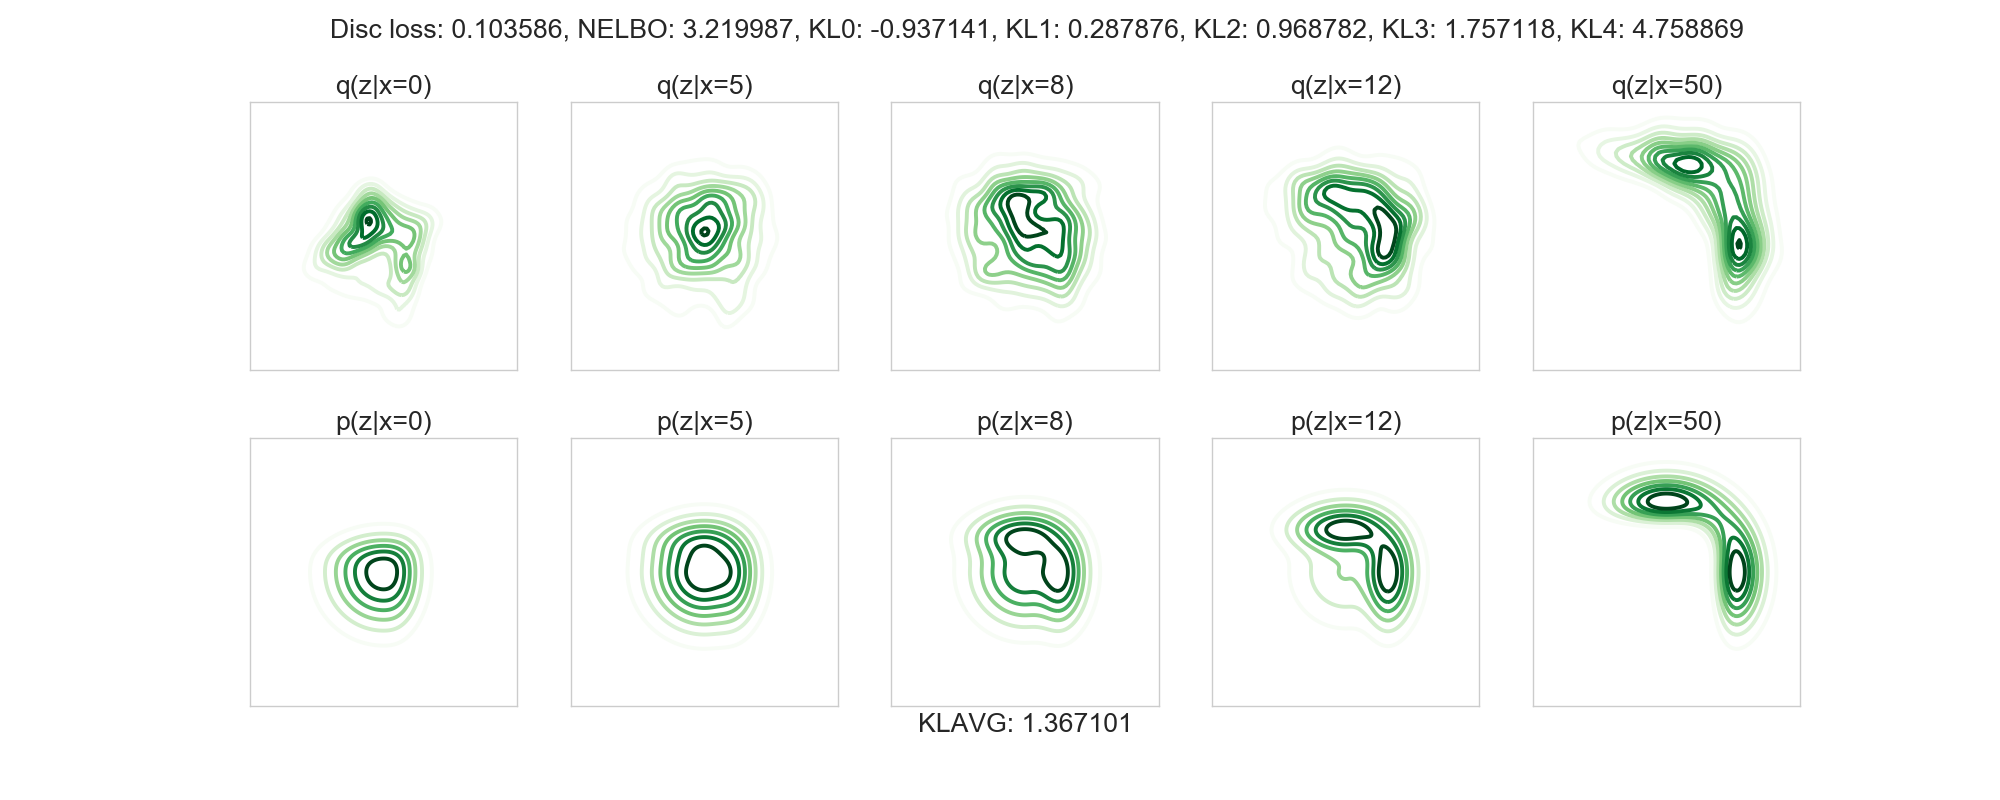 Disc loss: 0.103586, NELBO: 3.219987, KL0: -0.937141, KL1: 0.287876, KL2: 0.968782, KL3: 1.757118, KL4: 4.758869
q(z|x=0) q(z|x=5) q(z|x=8) q(z|x=12) q(z|x=50)
p(z|x=0) p(z|x=5) p(z|x=8) p(z|x=12) p(z|x=50)
KLAVG: 1.367101